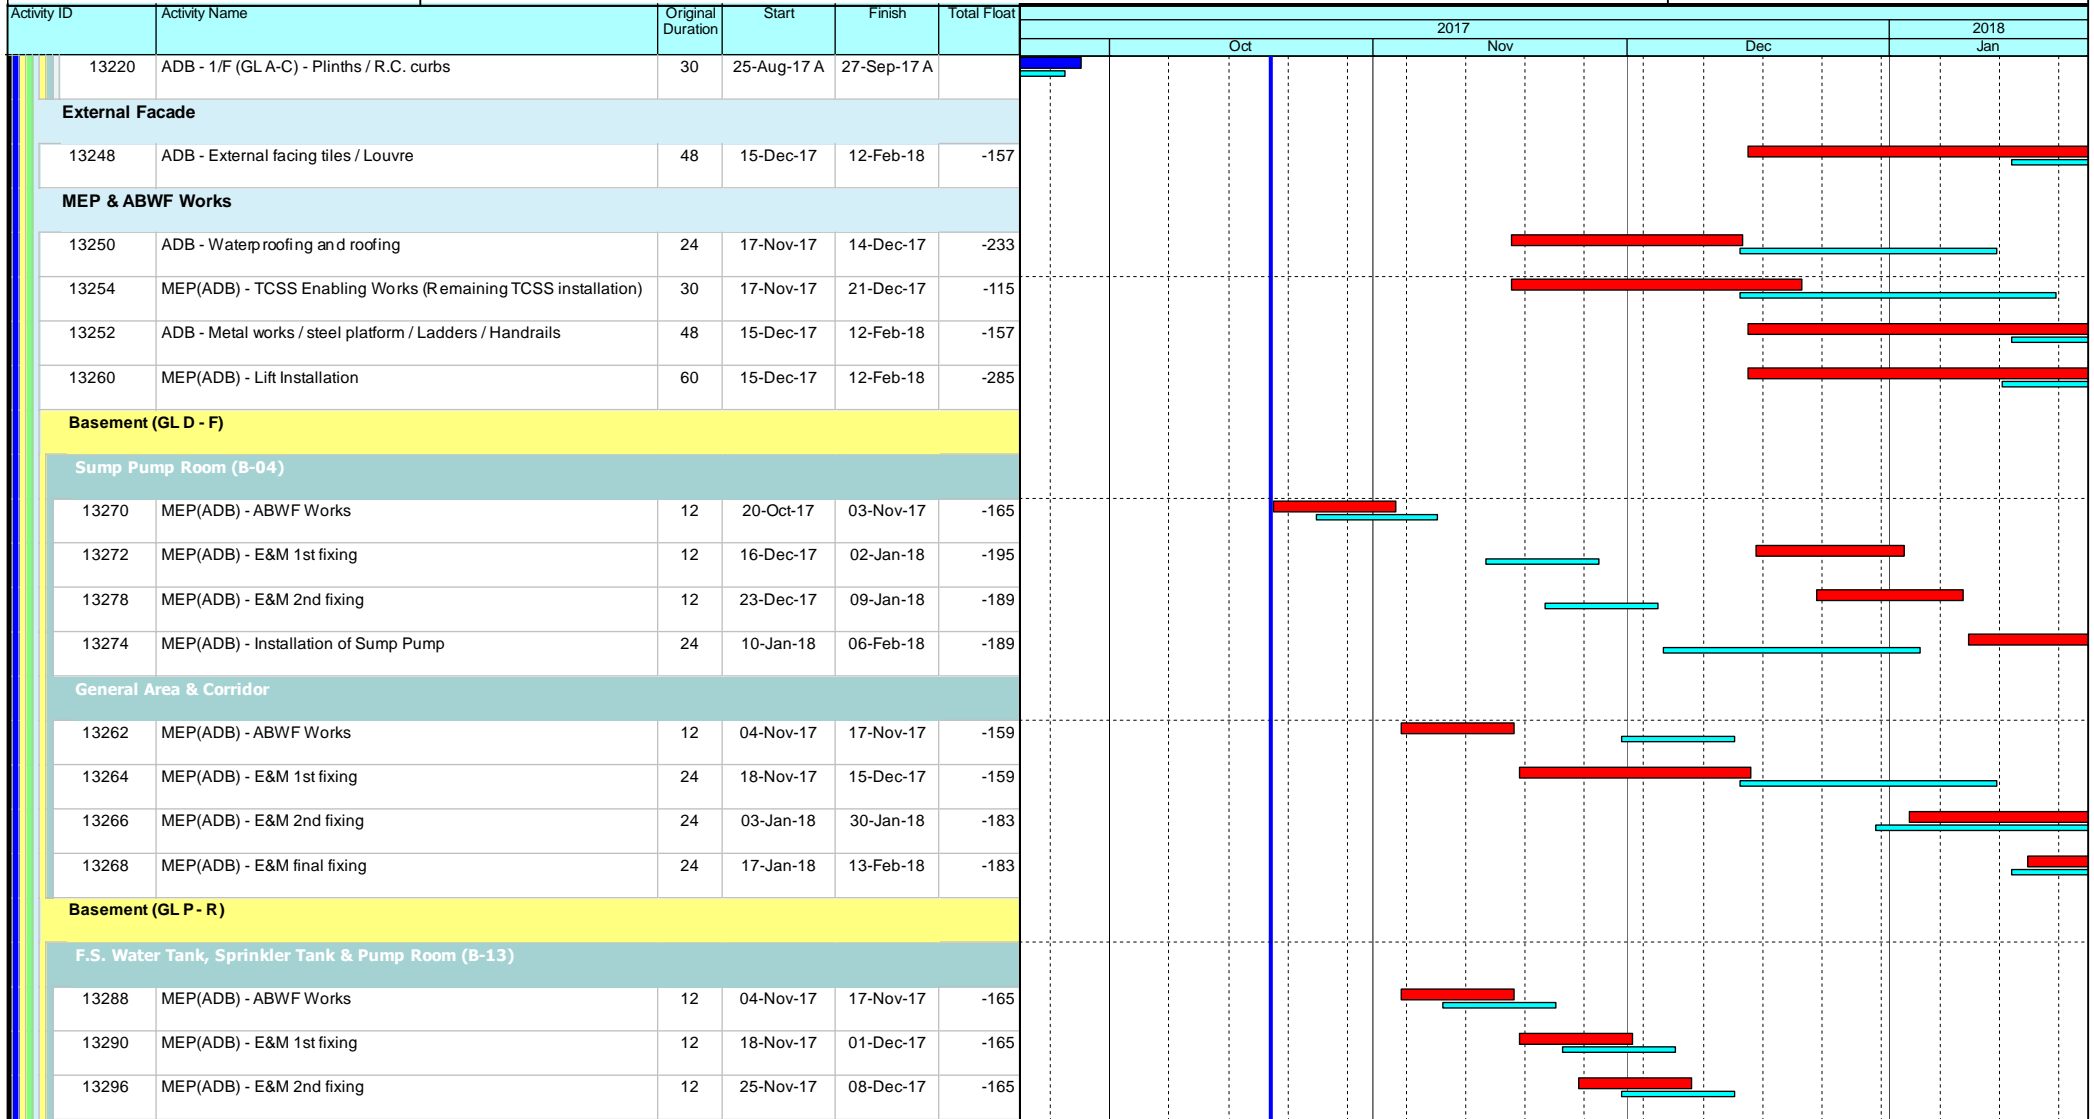 Activity ID Activity Name Original Duration Start Finish Total Float
2017 2018
Oct Nov Dec Jan
13220 ADB - 1/F (GL A-C) - Plinths / R.C. curbs 30 25-Aug-17 A 27-Sep-17 A
External Facade
13248 ADB - External facing tiles / Louvre 48 15-Dec-17 12-Feb-18 -157
MEP & ABWF Works
13250 ADB - Waterproofing and roofing 24 17-Nov-17 14-Dec-17 -233
13254 MEP(ADB) - TCSS Enabling Works (Remaining TCSS installation) 30 17-Nov-17 21-Dec-17 -115
13252 ADB - Metal works / steel platform / Ladders / Handrails 48 15-Dec-17 12-Feb-18 -157
13260 MEP(ADB) - Lift Installation 60 15-Dec-17 12-Feb-18 -285
Basement (GL D - F)
Sump Pump Room (B-04)
13270 MEP(ADB) - ABWF Works 12 20-Oct-17 03-Nov-17 -165
13272 MEP(ADB) - E&M 1st fixing 12 16-Dec-17 02-Jan-18 -195
13278 MEP(ADB) - E&M 2nd fixing 12 23-Dec-17 09-Jan-18 -189
13274 MEP(ADB) - Installation of Sump Pump 24 10-Jan-18 06-Feb-18 -189
General Area & Corridor
13262 MEP(ADB) - ABWF Works 12 04-Nov-17 17-Nov-17 -159
13264 MEP(ADB) - E&M 1st fixing 24 18-Nov-17 15-Dec-17 -159
13266 MEP(ADB) - E&M 2nd fixing 24 03-Jan-18 30-Jan-18 -183
13268 MEP(ADB) - E&M final fixing 24 17-Jan-18 13-Feb-18 -183
Basement (GL P - R)
F.S. Water Tank, Sprinkler Tank & Pump Room (B-13)
13288 MEP(ADB) - ABWF Works 12 04-Nov-17 17-Nov-17 -165
13290 MEP(ADB) - E&M 1st fixing 12 18-Nov-17 01-Dec-17 -165
13296 MEP(ADB) - E&M 2nd fixing 12 25-Nov-17 08-Dec-17 -165